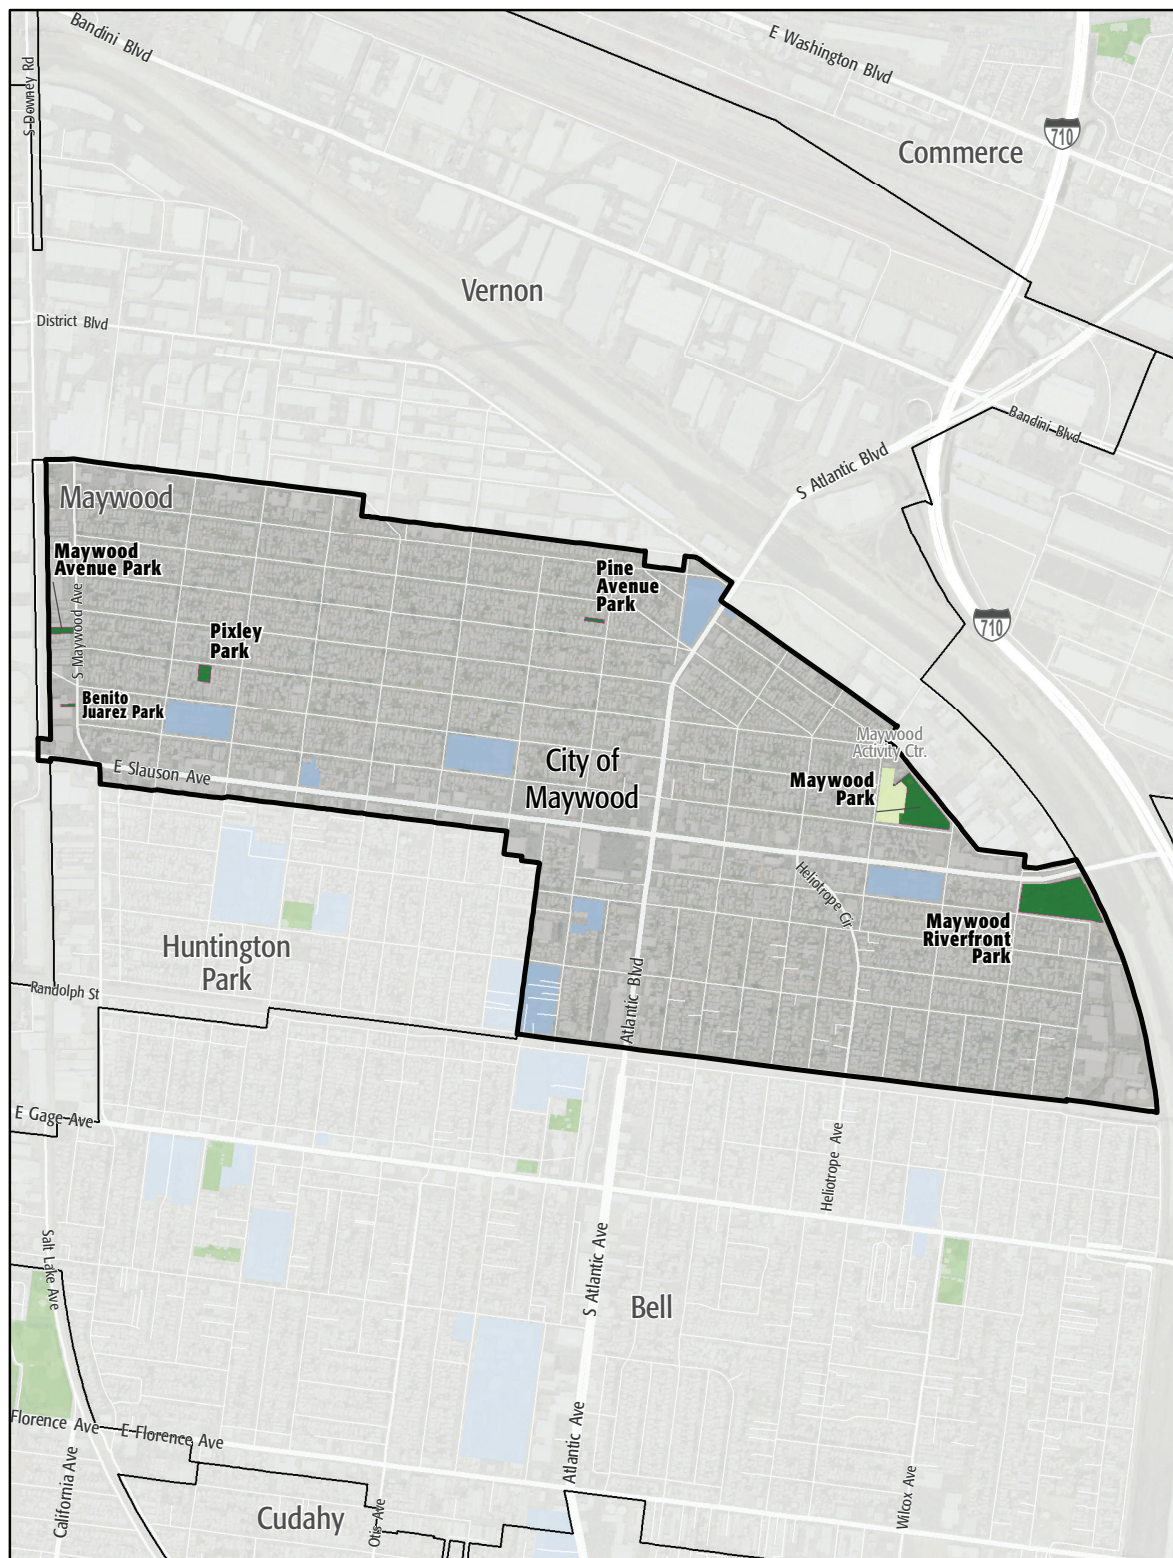 Bandini Blvd
E Washington Blvd
S Downey Rd
710
Commerce
Vernon
District Blvd
Bandini Blvd
S Atlantic Blvd
Maywood
Maywood
Avenue Park
Pine
Avenue
Park
S Maywood Ave
Pixley
Park
710
Benito
Juarez Park
Maywood
Activity Ctr.
City of
Maywood
E Slauson Ave
Maywood
Park
Heliotrope Cir
Maywood
Riverfront
Park
Huntington
Park
Randolph St
Atlantic Blvd
E Gage Ave
Heliotrope Ave
Salt Lake Ave
S Atlantic Ave
Bell
Florence Ave
E Florence Ave
Atlantic Ave
California Ave
Wilcox Ave
Cudahy
Otis Ave